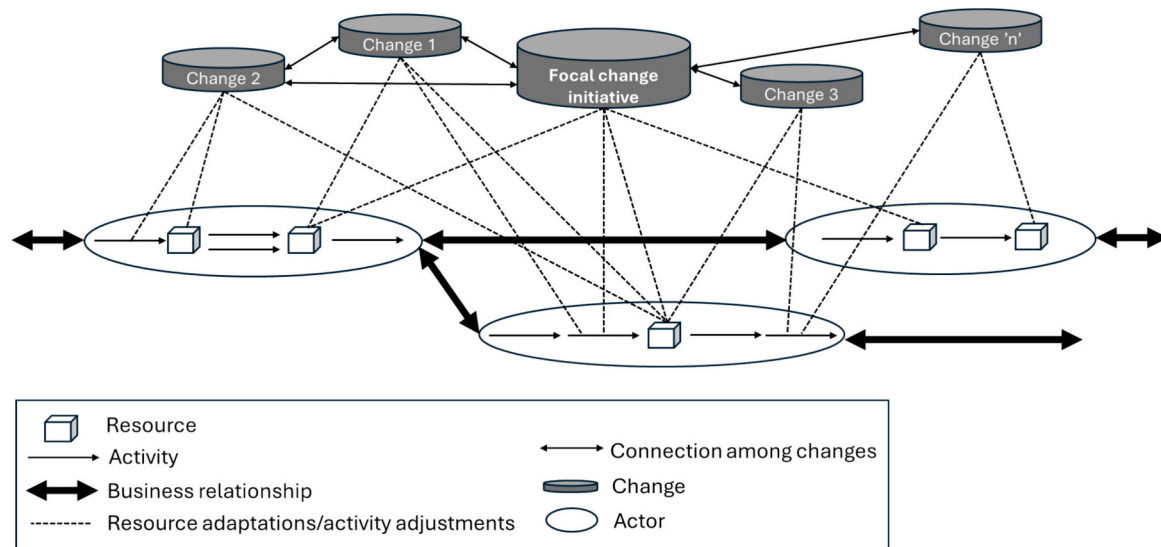 Change 1
Change 'n'
Change 2
Focal change
initiative
Change 3
Resource
Activity
Connection among changes
Business relationship
Change
Resource adaptations/activity adjustments
Actor